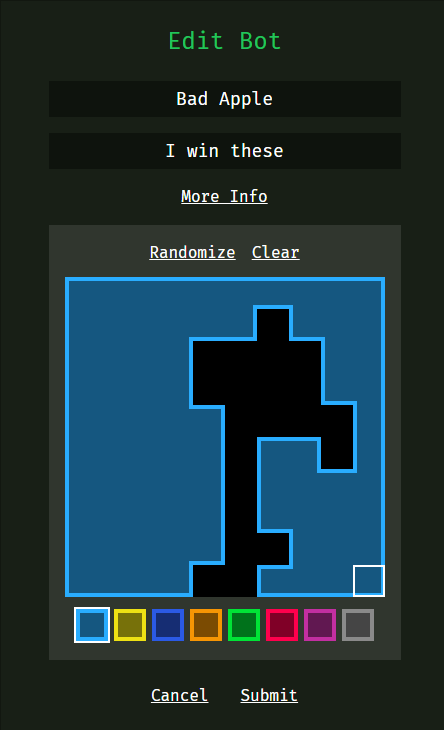 Edit Bot
Bad Apple
I win these
More Info
Randomize Clear
Cancel Submit